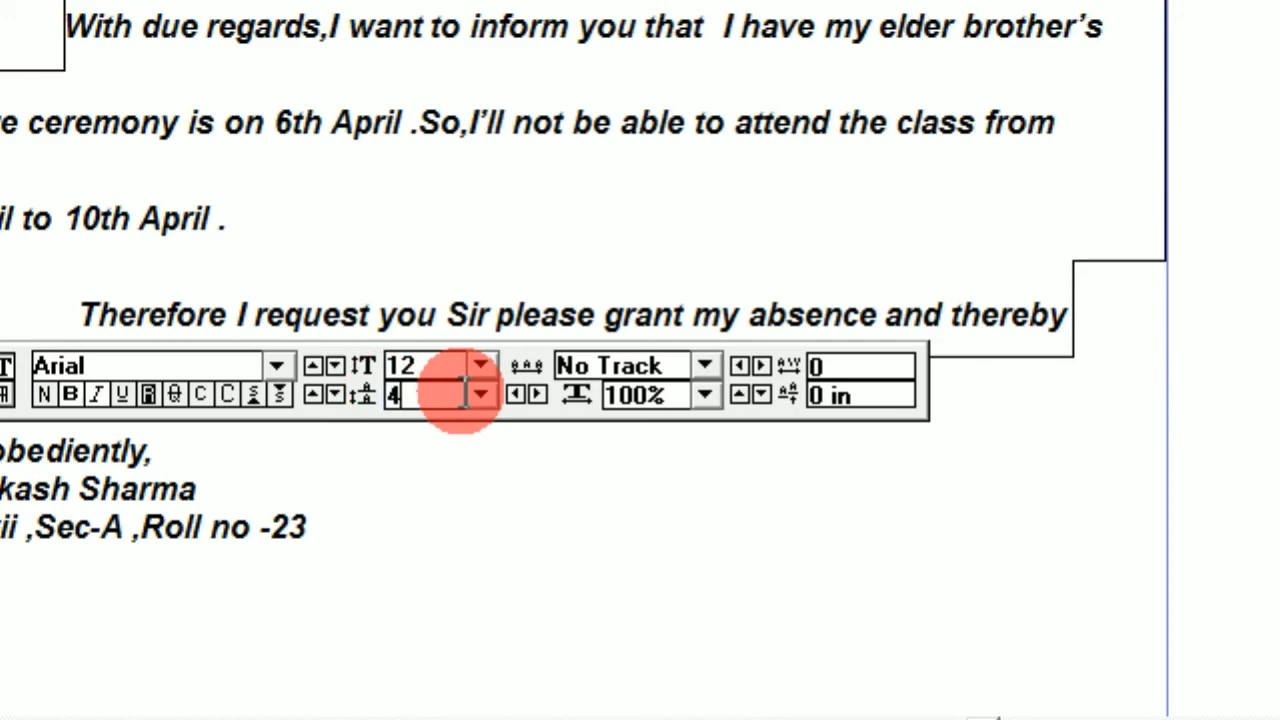 With due regards,I want to inform you that I have my elder brother’s
ceremony is on 6th April .So,I’ll not be able to attend the class from
to 10th April .
Therefore I request you Sir please grant my absence and thereby
Arial 12 No Track 0
N B I U C C 4 100% 0 in
obediently,
kash Sharma
ii ,Sec-A ,Roll no -23